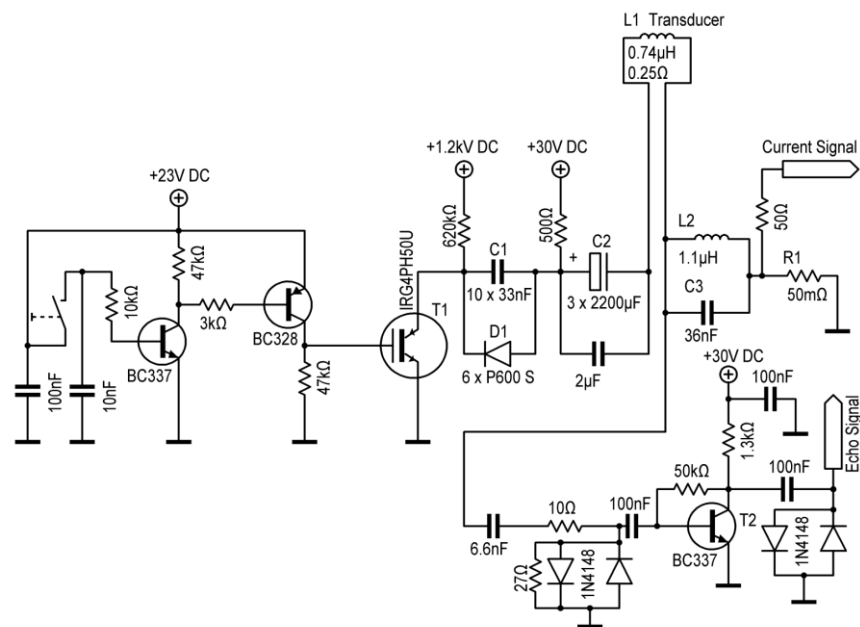 L1 Transducer
0.74µH
0.25Ω
+1.2kV DC
+30V DC
Current Signal
+23V DC
620kΩ
500Ω
50Ω
IRG4PH50U
C1
+
C2
L2
47kΩ
10 x 33nF
1.1µH
R1
10kΩ
T1
3 x 2200µF
C3
50mΩ
3kΩ
D1
36nF
BC328
BC337
6 x P600 S
2µF
+30V DC
100nF
10nF
47kΩ
100nF
1.3kΩ
Echo Signal
50kΩ
100nF
100nF
10Ω
T2
6.6nF
27Ω
1N4148
BC337
1N4148